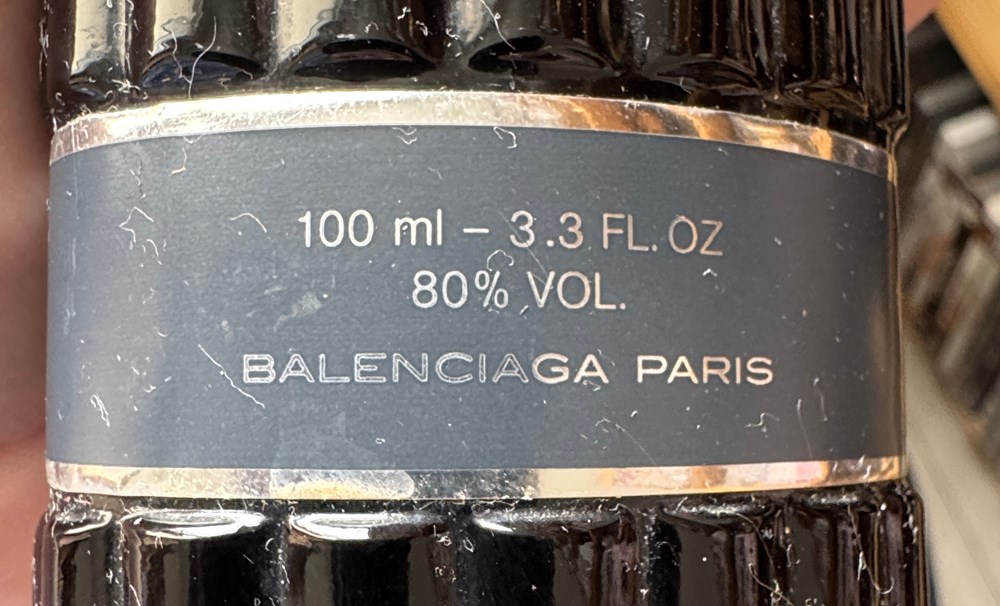 100 ml – 3.3 FL. OZ
80% VOL.
BALENCIAGA PARIS